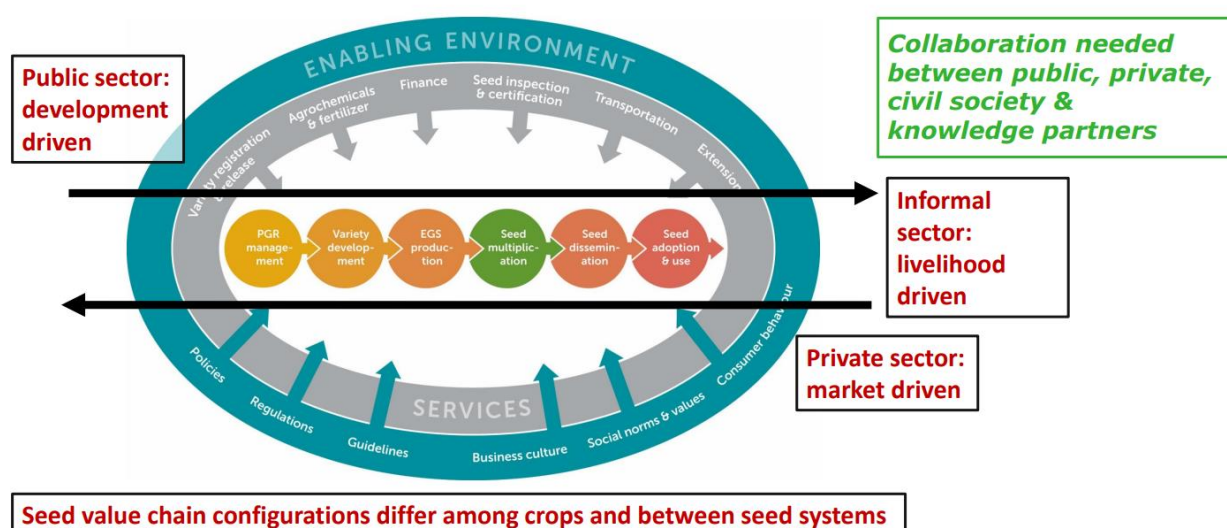 ENABLING ENVIRONMENT
Public sector:
development
driven
Collaboration needed
between public, private,
civil society &
knowledge partners
Variety registration
& release
Agrochemicals
& fertilizer
Finance
Seed inspection
& certification
Transportation
Extension
PGR
manage-
ment
Variety
develop-
ment
EGS
produc-
tion
Seed
multiplic-
ation
Seed
dissemin-
ation
Seed
adoption
& use
Informal
sector:
livelihood
driven
Policies
Regulations
Guidelines
SERVICES
Business culture
Social norms & values
Consumer behaviour
Private sector:
market driven
Seed value chain configurations differ among crops and between seed systems